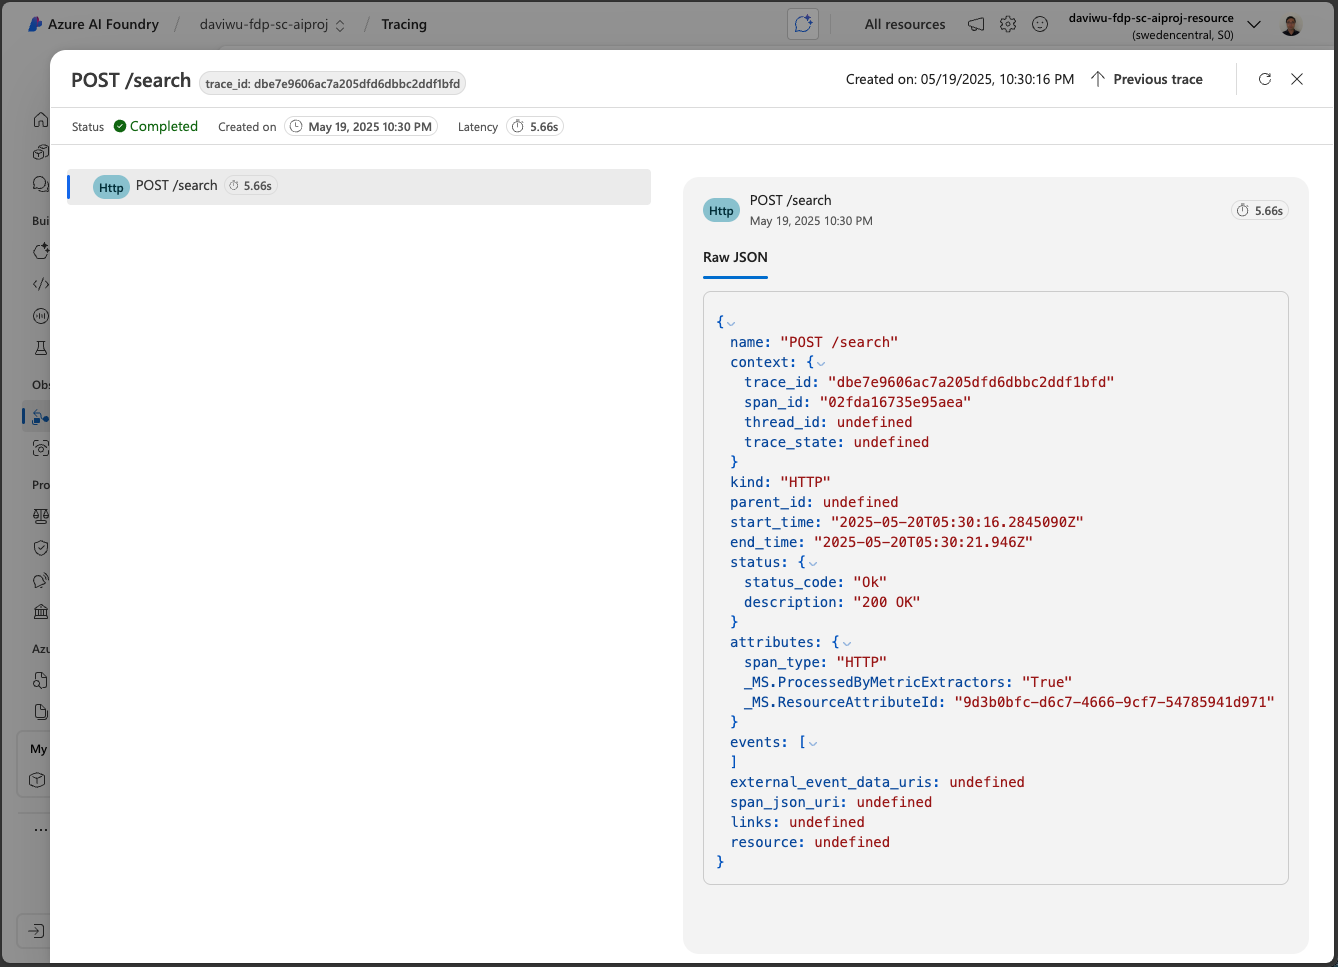 Azure AI Foundry / daviwu-fdp-sc-aiproj / Tracing
All resources
daviwu-fdp-sc-aiproj-resource
(swedencentral, S0)
POST /search trace_id: dbe7e9606ac7a205dfd6dbbc2ddf1bfd
Created on: 05/19/2025, 10:30:16 PM Previous trace
Status Completed Created on May 19, 2025 10:30 PM Latency 5.66s
Http POST /search 5.66s
Bui
Obs
Pro
Azu
My
...
Http POST /search
May 19, 2025 10:30 PM
5.66s
Raw JSON
{
name: "POST /search"
context: {
trace_id: "dbe7e9606ac7a205dfd6dbbc2ddf1bfd"
span_id: "02fda16735e95aea"
thread_id: undefined
trace_state: undefined
}
kind: "HTTP"
parent_id: undefined
start_time: "2025-05-20T05:30:16.2845090Z"
end_time: "2025-05-20T05:30:21.946Z"
status: {
status_code: "Ok"
description: "200 OK"
}
attributes: {
span_type: "HTTP"
_MS.ProcessedByMetricExtractors: "True"
_MS.ResourceAttributeId: "9d3b0bfc-d6c7-4666-9cf7-54785941d971"
}
events: [
]
external_event_data_uris: undefined
span_json_uri: undefined
links: undefined
resource: undefined
}